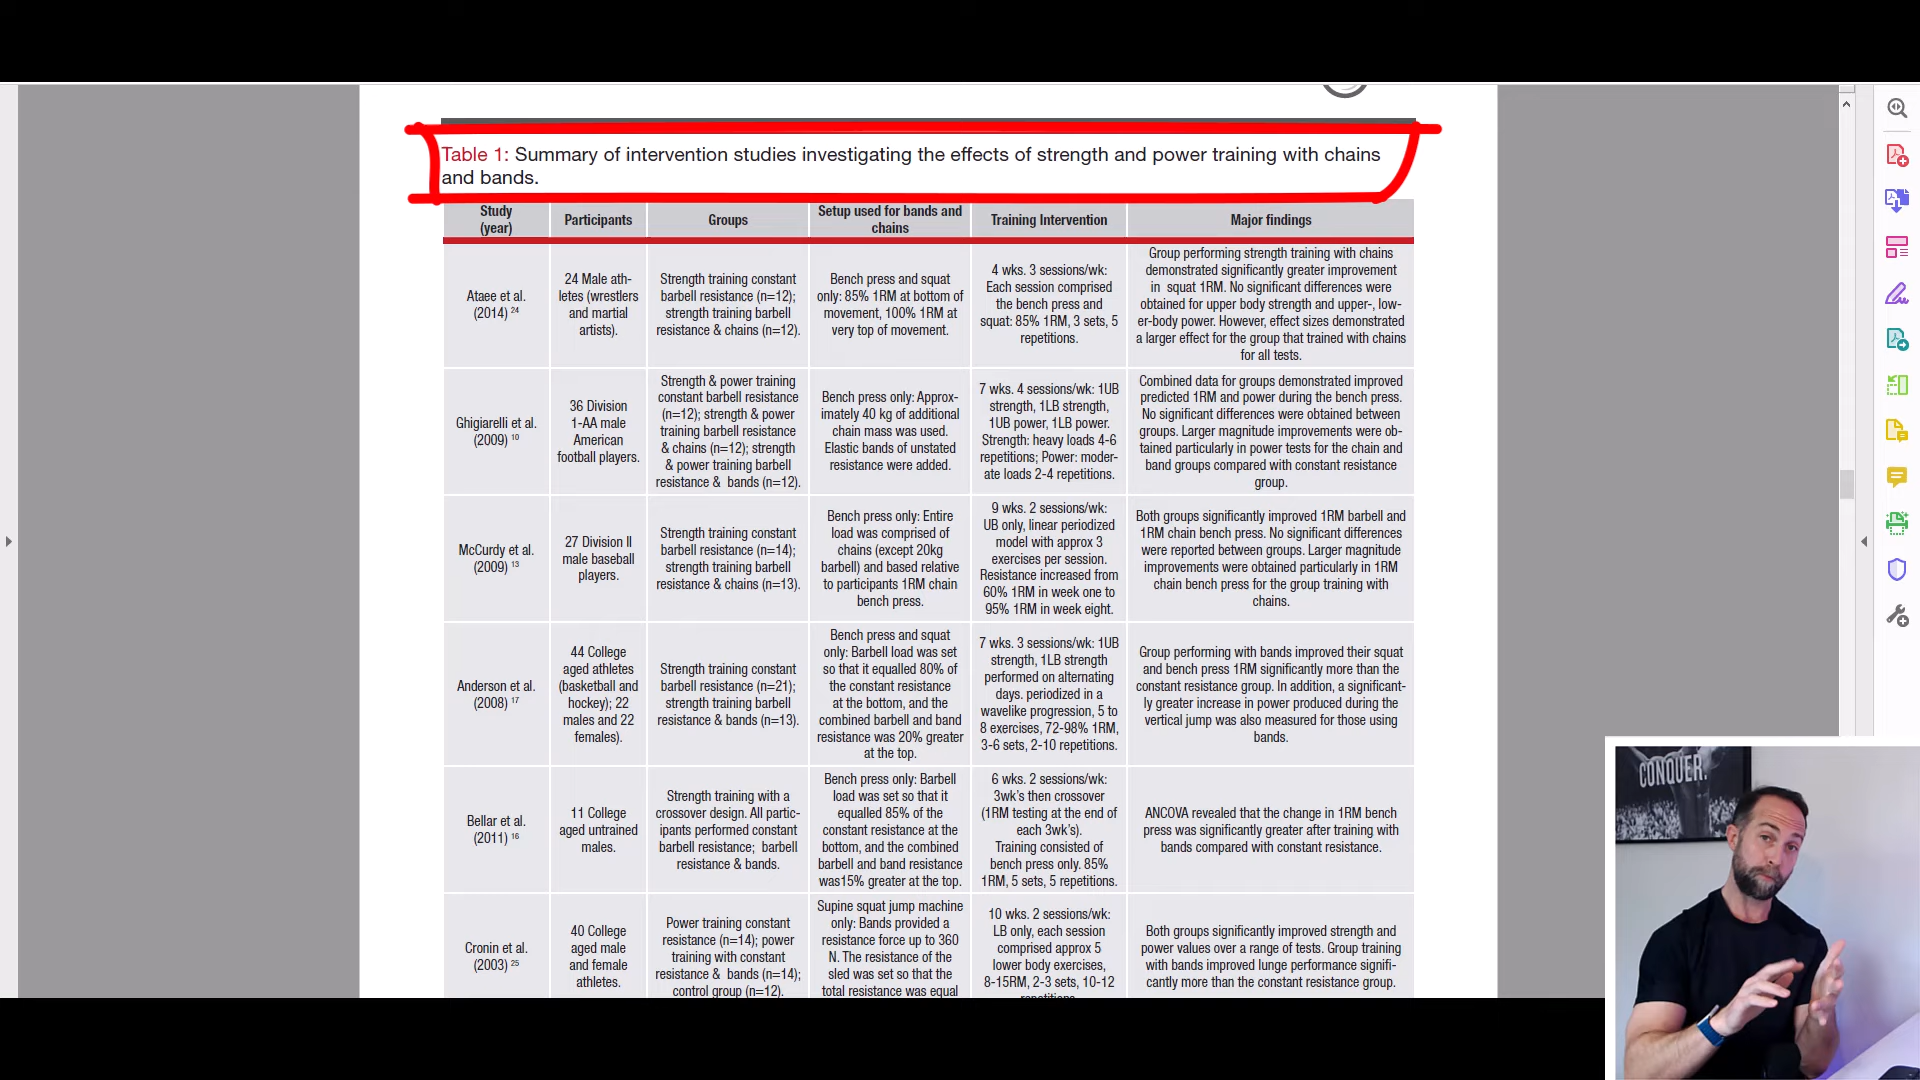 Table 1: Summary of intervention studies investigating the effects of strength and power training with chains
and bands.
Study
(year)
Participants
Groups
Setup used for bands and
chains
Training Intervention
Major findings
Ataee et al.
(2014) 24
24 Male ath-
letes (wrestlers
and martial
artists).
Strength training constant
barbell resistance (n=12);
strength training barbell
resistance & chains (n=12).
Bench press and squat
only: 85% 1RM at bottom of
movement, 100% 1RM at
very top of movement.
4 wks. 3 sessions/wk:
Each session comprised
the bench press and
squat: 85% 1RM, 3 sets, 5
repetitions.
Group performing strength training with chains
demonstrated significantly greater improvement
in squat 1RM. No significant differences were
obtained for upper body strength and upper-, low-
er-body power. However, effect sizes demonstrated
a larger effect for the group that trained with chains
for all tests.
Ghigiarelli et al.
(2009) 10
36 Division
1-AA male
American
football players.
Strength & power training
constant barbell resistance
(n=12); strength & power
training barbell resistance
& chains (n=12); strength
& power training barbell
resistance & bands (n=12).
Bench press only: Approx-
imately 40 kg of additional
chain mass was used.
Elastic bands of unstated
resistance were added.
7 wks. 4 sessions/wk: 1UB
strength, 1LB strength,
1UB power, 1LB power.
Strength: heavy loads 4-6
repetitions; Power: moder-
ate loads 2-4 repetitions.
Combined data for groups demonstrated improved
predicted 1RM and power during the bench press.
No significant differences were obtained between
groups. Larger magnitude improvements were ob-
tained particularly in power tests for the chain and
band groups compared with constant resistance
group.
McCurdy et al.
(2009) 13
27 Division II
male baseball
players.
Strength training constant
barbell resistance (n=14);
strength training barbell
resistance & chains (n=13).
Bench press only: Entire
load was comprised of
chains (except 20kg
barbell) and based relative
to participants 1RM chain
bench press.
9 wks. 2 sessions/wk:
UB only, linear periodized
model with approx 3
exercises per session.
Resistance increased from
60% 1RM in week one to
95% 1RM in week eight.
Both groups significantly improved 1RM barbell and
1RM chain bench press. No significant differences
were reported between groups. Larger magnitude
improvements were obtained particularly in 1RM
chain bench press for the group training with
chains.
Anderson et al.
(2008) 17
44 College
aged athletes
(basketball and
hockey); 22
males and 22
females).
Strength training constant
barbell resistance (n=21);
strength training barbell
resistance & bands (n=13).
Bench press and squat
only: Barbell load was set
so that it equalled 80% of
the constant resistance
at the bottom, and the
combined barbell and band
resistance was 20% greater
at the top.
7 wks. 3 sessions/wk: 1UB
strength, 1LB strength
performed on alternating
days. periodized in a
wavelike progression, 5 to
8 exercises, 72-98% 1RM,
3-6 sets, 2-10 repetitions.
Group performing with bands improved their squat
and bench press 1RM significantly more than the
constant resistance group. In addition, a significant-
ly greater increase in power produced during the
vertical jump was also measured for those using
bands.
Bellar et al.
(2011) 16
11 College
aged untrained
males.
Strength training with a
crossover design. All partic-
ipants performed constant
barbell resistance; barbell
resistance & bands.
Bench press only: Barbell
load was set so that it
equalled 85% of the
constant resistance at the
bottom, and the combined
barbell and band resistance
was15% greater at the top.
6 wks. 2 sessions/wk:
3wk's then crossover
(1RM testing at the end of
each 3wk's).
Training consisted of
bench press only. 85%
1RM, 5 sets, 5 repetitions.
ANCOVA revealed that the change in 1RM bench
press was significantly greater after training with
bands compared with constant resistance.
Cronin et al.
(2003) 25
40 College
aged male
and female
athletes.
Power training constant
resistance (n=14); power
training with constant
resistance & bands (n=14);
control group (n=12).
Supine squat jump machine
only: Bands provided a
resistance force up to 360
N. The resistance of the
sled was set so that the
total resistance was equal
10 wks. 2 sessions/wk:
LB only, each session
comprised approx 5
lower body exercises,
8-15RM, 2-3 sets, 10-12
repetitions
Both groups significantly improved strength and
power values over a range of tests. Group training
with bands improved lunge performance signifi-
cantly more than the constant resistance group.
CONQUER.